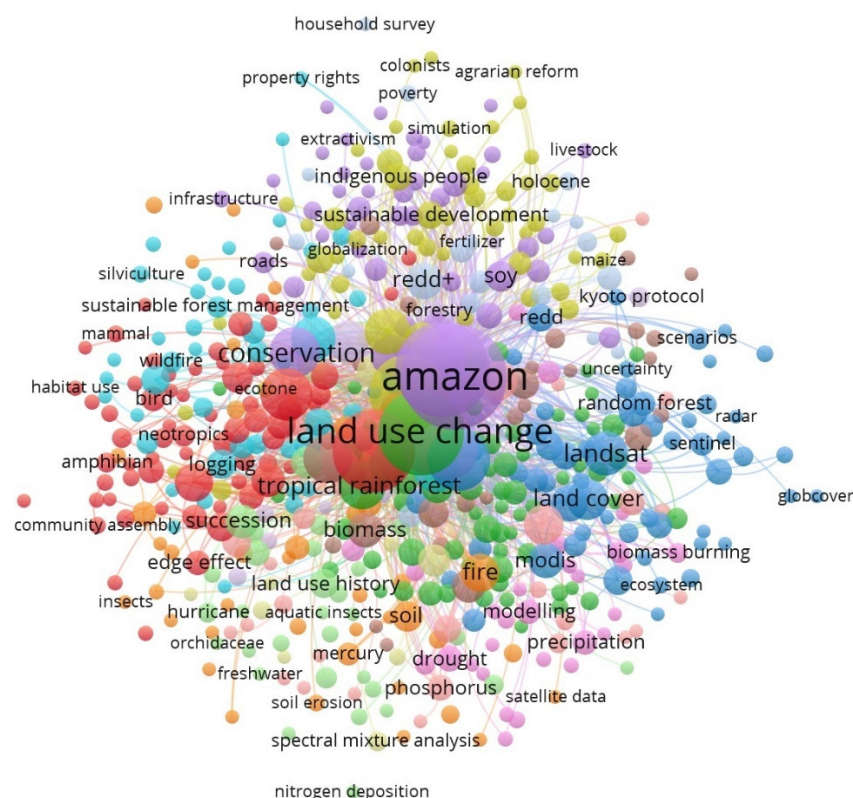 household survey
colonists
agrarian reform
property rights
poverty
simulation
extractivism
livestock
indigenous people
holocene
infrastructure
sustainable development
globalization
fertilizer
roads
maize
silviculture
redd+
soy
kyoto protocol
sustainable forest management
forestry
redd
mammal
scenarios
wildfire
conservation
uncertainty
habitat use
ecotone
amazon
bird
random forest
radar
neotropics
land use change
sentinel
amphibian
logging
landsat
tropical rainforest
land cover
globcover
community assembly
succession
biomass
edge effect
fire
modis
biomass burning
land use history
ecosystem
insects
hurricane
aquatic insects
soil
modelling
orchidaceae
mercury
drought
precipitation
freshwater
phosphorus
soil erosion
satellite data
spectral mixture analysis
nitrogen deposition